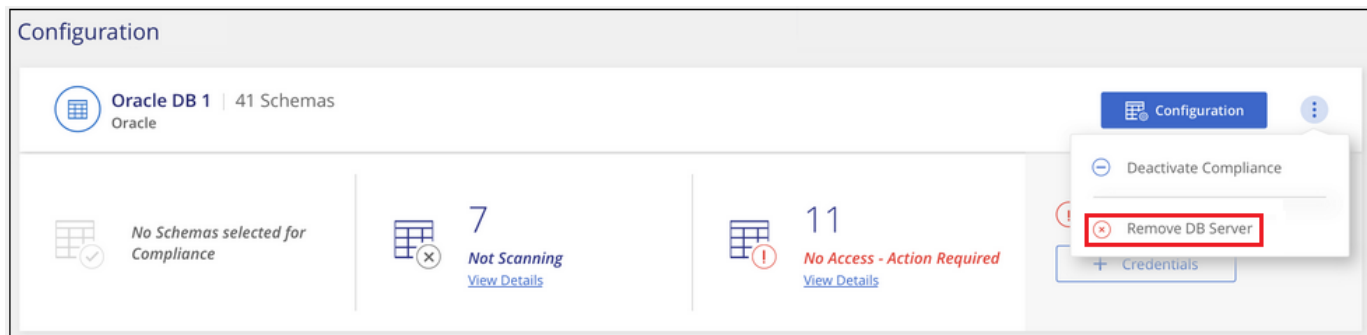 Configuration
Oracle DB 1 | 41 Schemas
Oracle
Configuration
Deactivate Compliance
Remove DB Server
No Schemas selected for
Compliance
7
Not Scanning
View Details
11
No Access - Action Required
View Details
+ Credentials